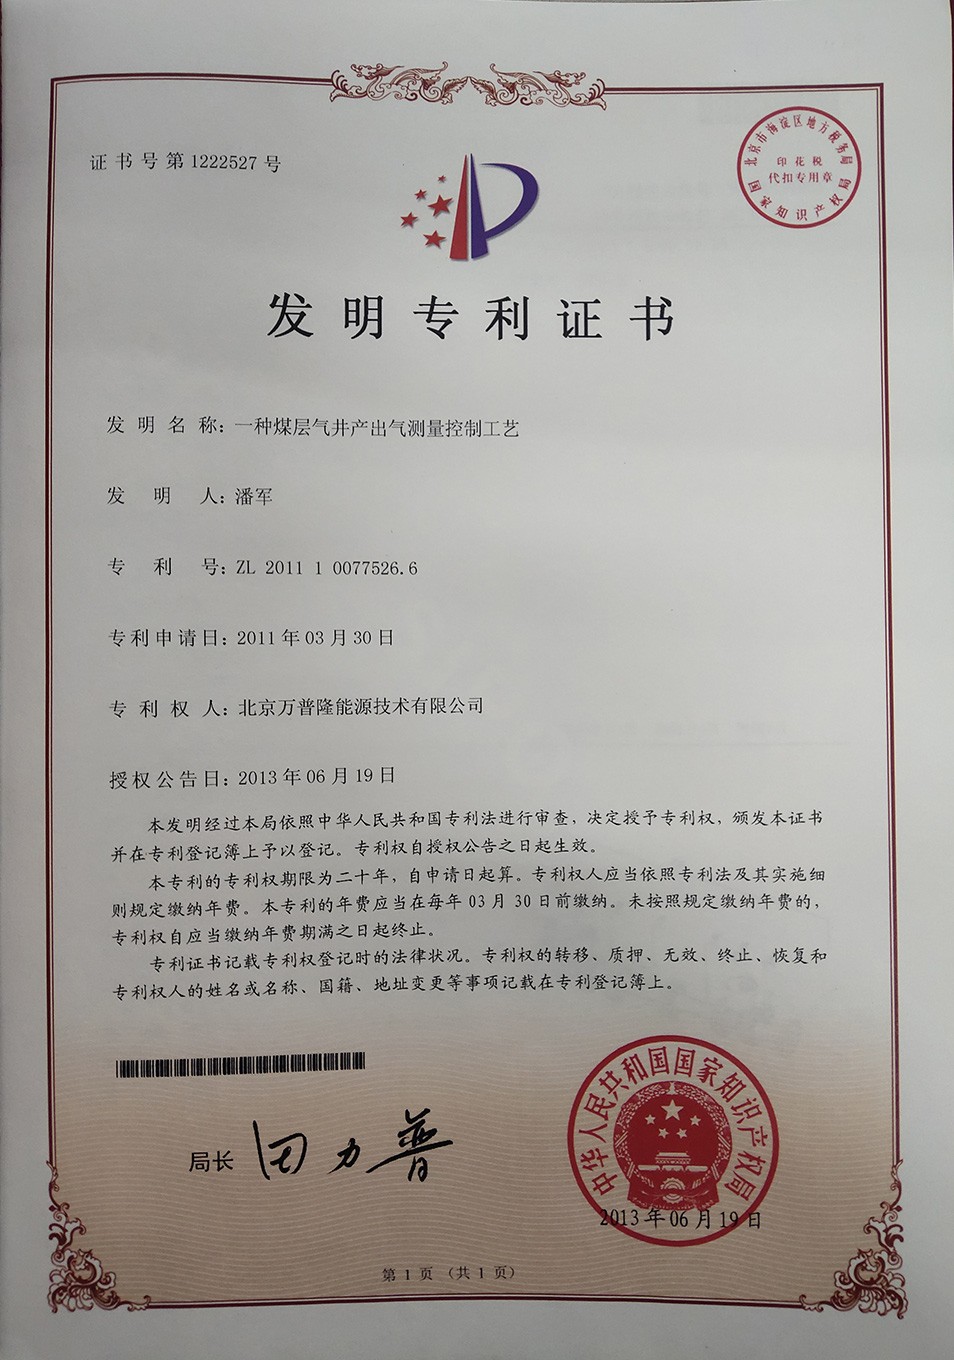 证书号第1222527号
北京市海淀区地方税务局
印花税
代扣专用章
国家知识产权局
发明专利证书
发明名称：一种煤层气井产出气测量控制工艺
发明人：潘军
专利号：ZL 2011 1 0077526.6
专利申请日：2011年03月30日
专利权人：北京万普隆能源技术有限公司
授权公告日：2013年06月19日
本发明经过本局依照中华人民共和国专利法进行审查，决定授予专利权，颁发本证书
并在专利登记簿上予以登记。专利权自授权公告之日起生效。
本专利的专利权期限为二十年，自申请日起算。专利权人应当依照专利法及其实施细
则规定缴纳年费。本专利的年费应当在每年03月30日前缴纳。未按照规定缴纳年费的，
专利权自应当缴纳年费期满之日起终止。
专利证书记载专利权登记时的法律状况。专利权的转移、质押、无效、终止、恢复和
专利权人的姓名或名称、国籍、地址变更等事项记载在专利登记簿上。
局长 田力普
中华人民共和国国家知识产权局
2013年06月19日
第1页（共1页）